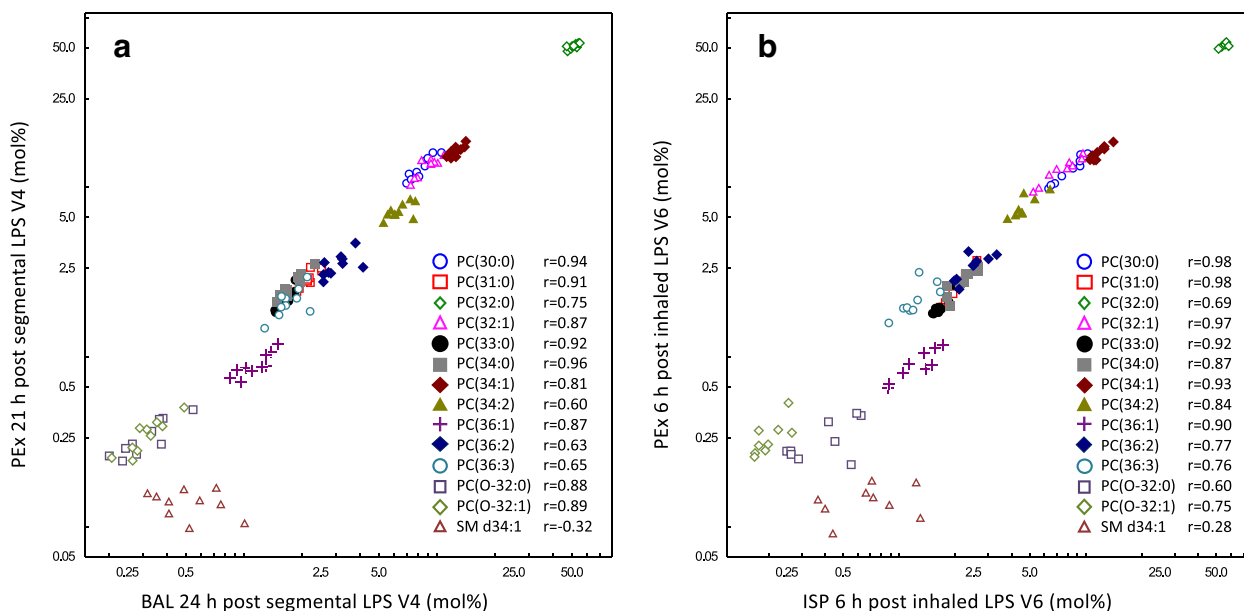 a
PEx 21 h post segmental LPS V4 (mol%)
50.0
25.0
5.0
2.5
0.5
0.25
0.05
PC(30:0) r=0.94
PC(31:0) r=0.91
PC(32:0) r=0.75
PC(32:1) r=0.87
PC(33:0) r=0.92
PC(34:0) r=0.96
PC(34:1) r=0.81
PC(34:2) r=0.60
PC(36:1) r=0.87
PC(36:2) r=0.63
PC(36:3) r=0.65
PC(O-32:0) r=0.88
PC(O-32:1) r=0.89
SM d34:1 r=-0.32
0.25 0.5 2.5 5.0 25.0 50.0
BAL 24 h post segmental LPS V4 (mol%)
b
PEx 6 h post inhaled LPS V6 (mol%)
50.0
25.0
5.0
2.5
0.5
0.25
0.05
PC(30:0) r=0.98
PC(31:0) r=0.98
PC(32:0) r=0.69
PC(32:1) r=0.97
PC(33:0) r=0.92
PC(34:0) r=0.87
PC(34:1) r=0.93
PC(34:2) r=0.84
PC(36:1) r=0.90
PC(36:2) r=0.77
PC(36:3) r=0.76
PC(O-32:0) r=0.60
PC(O-32:1) r=0.75
SM d34:1 r=0.28
0.25 0.5 2.5 5.0 25.0 50.0
ISP 6 h post inhaled LPS V6 (mol%)